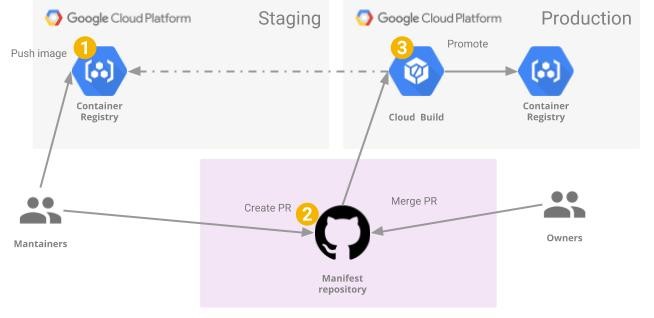 Google Cloud Platform
Staging
Google Cloud Platform
Production
Push image
1
3
Promote
Container
Registry
Cloud Build
Container
Registry
Create PR
2
Merge PR
Mantainers
Owners
Manifest
repository